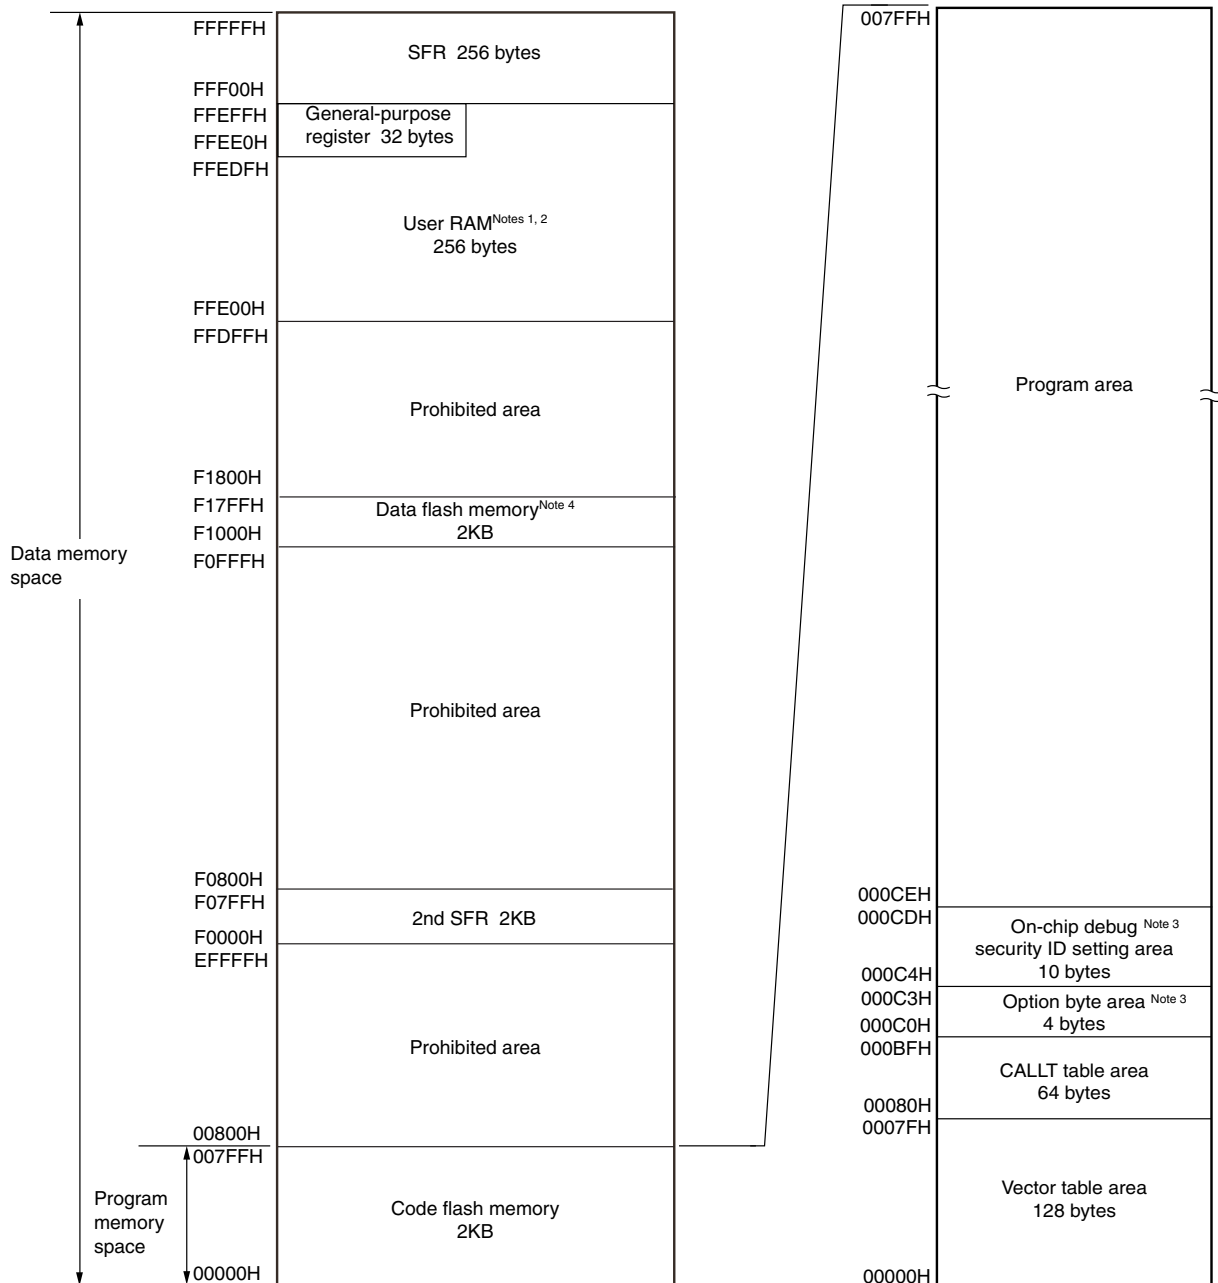 FFFFFH
SFR 256 bytes
FFF00H
FFEFFH
General-purpose
register 32 bytes
FFEE0H
FFEDFH
User RAM Notes 1, 2
256 bytes
FFE00H
FFDFFH
Prohibited area
F1800H
F17FFH
Data flash memory Note 4
2KB
F1000H
F0FFFH
Data memory
space
Prohibited area
F0800H
F07FFH
2nd SFR 2KB
F0000H
EFFFFH
Prohibited area
00800H
007FFH
Program
memory
space
Code flash memory
2KB
00000H
007FFH
Program area
000CEH
000CDH
On-chip debug Note 3
security ID setting area
10 bytes
000C4H
000C3H
Option byte area Note 3
4 bytes
000C0H
000BFH
CALLT table area
64 bytes
00080H
0007FH
Vector table area
128 bytes
00000H